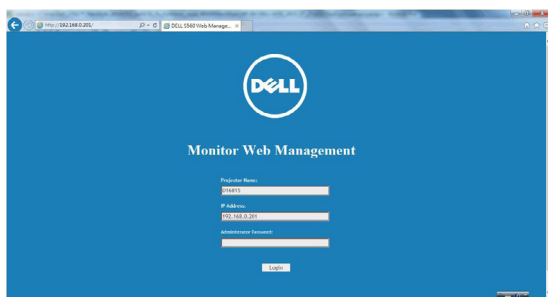 http://192.168.0.201/
DELL S560 Web Manage...
DELL
Monitor Web Management
Projector Name:
IP Address:
192.168.0.201
Administrator Password:
Login